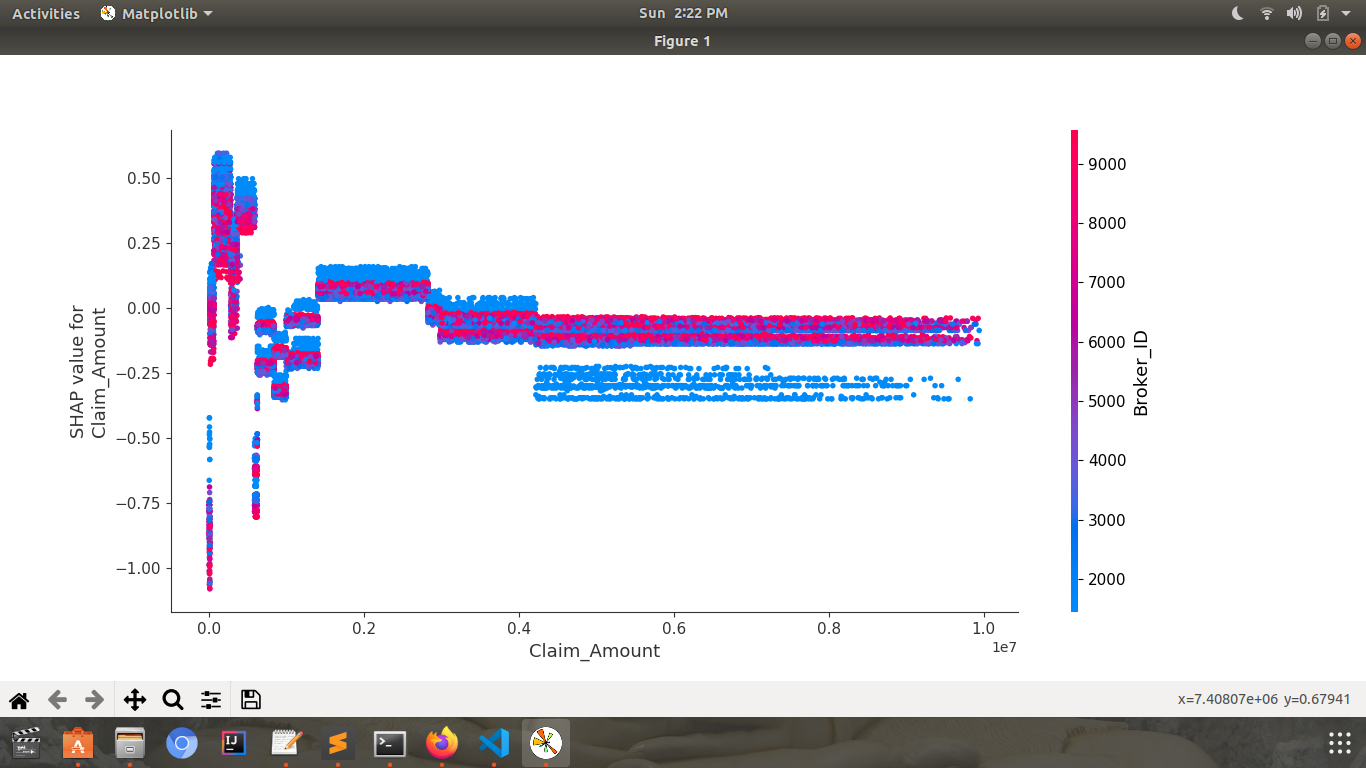 Activities
Matplotlib
Sun 2:22 PM
Figure 1
0.50
0.25
0.00
−0.25
−0.50
−0.75
−1.00
SHAP value for
Claim_Amount
0.0 0.2 0.4 0.6 0.8 1.0
1e7
Claim_Amount
9000
8000
7000
6000
5000
4000
3000
2000
Broker_ID
x=7.40807e+06 y=0.67941
IJ